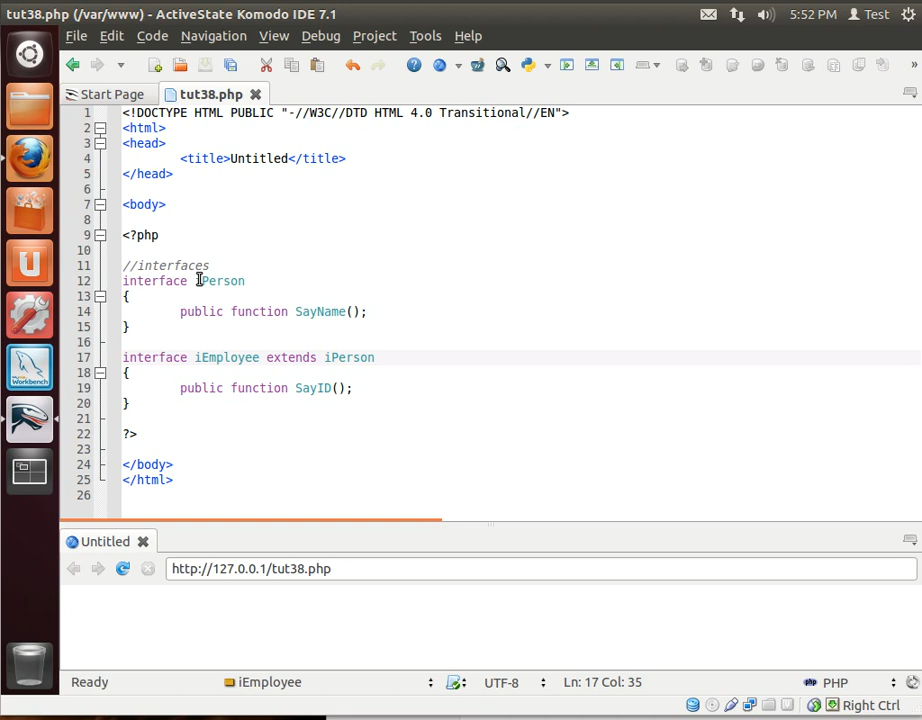 tut38.php (/var/www) - ActiveState Komodo IDE 7.1
5:52 PM Test
File Edit Code Navigation View Debug Project Tools Help
Start Page tut38.php
1 <!DOCTYPE HTML PUBLIC "-//W3C//DTD HTML 4.0 Transitional//EN">
2 <html>
3 <head>
4 <title>Untitled</title>
5 </head>
6
7 <body>
8
9 <?php
10
11 //interfaces
12 interface iPerson
13 {
14 public function SayName();
15 }
16
17 interface iEmployee extends iPerson
18 {
19 public function SayID();
20 }
21
22 ?>
23
24 </body>
25 </html>
26
Untitled
http://127.0.0.1/tut38.php
Ready iEmployee UTF-8 Ln: 17 Col: 35 php PHP
Right Ctrl